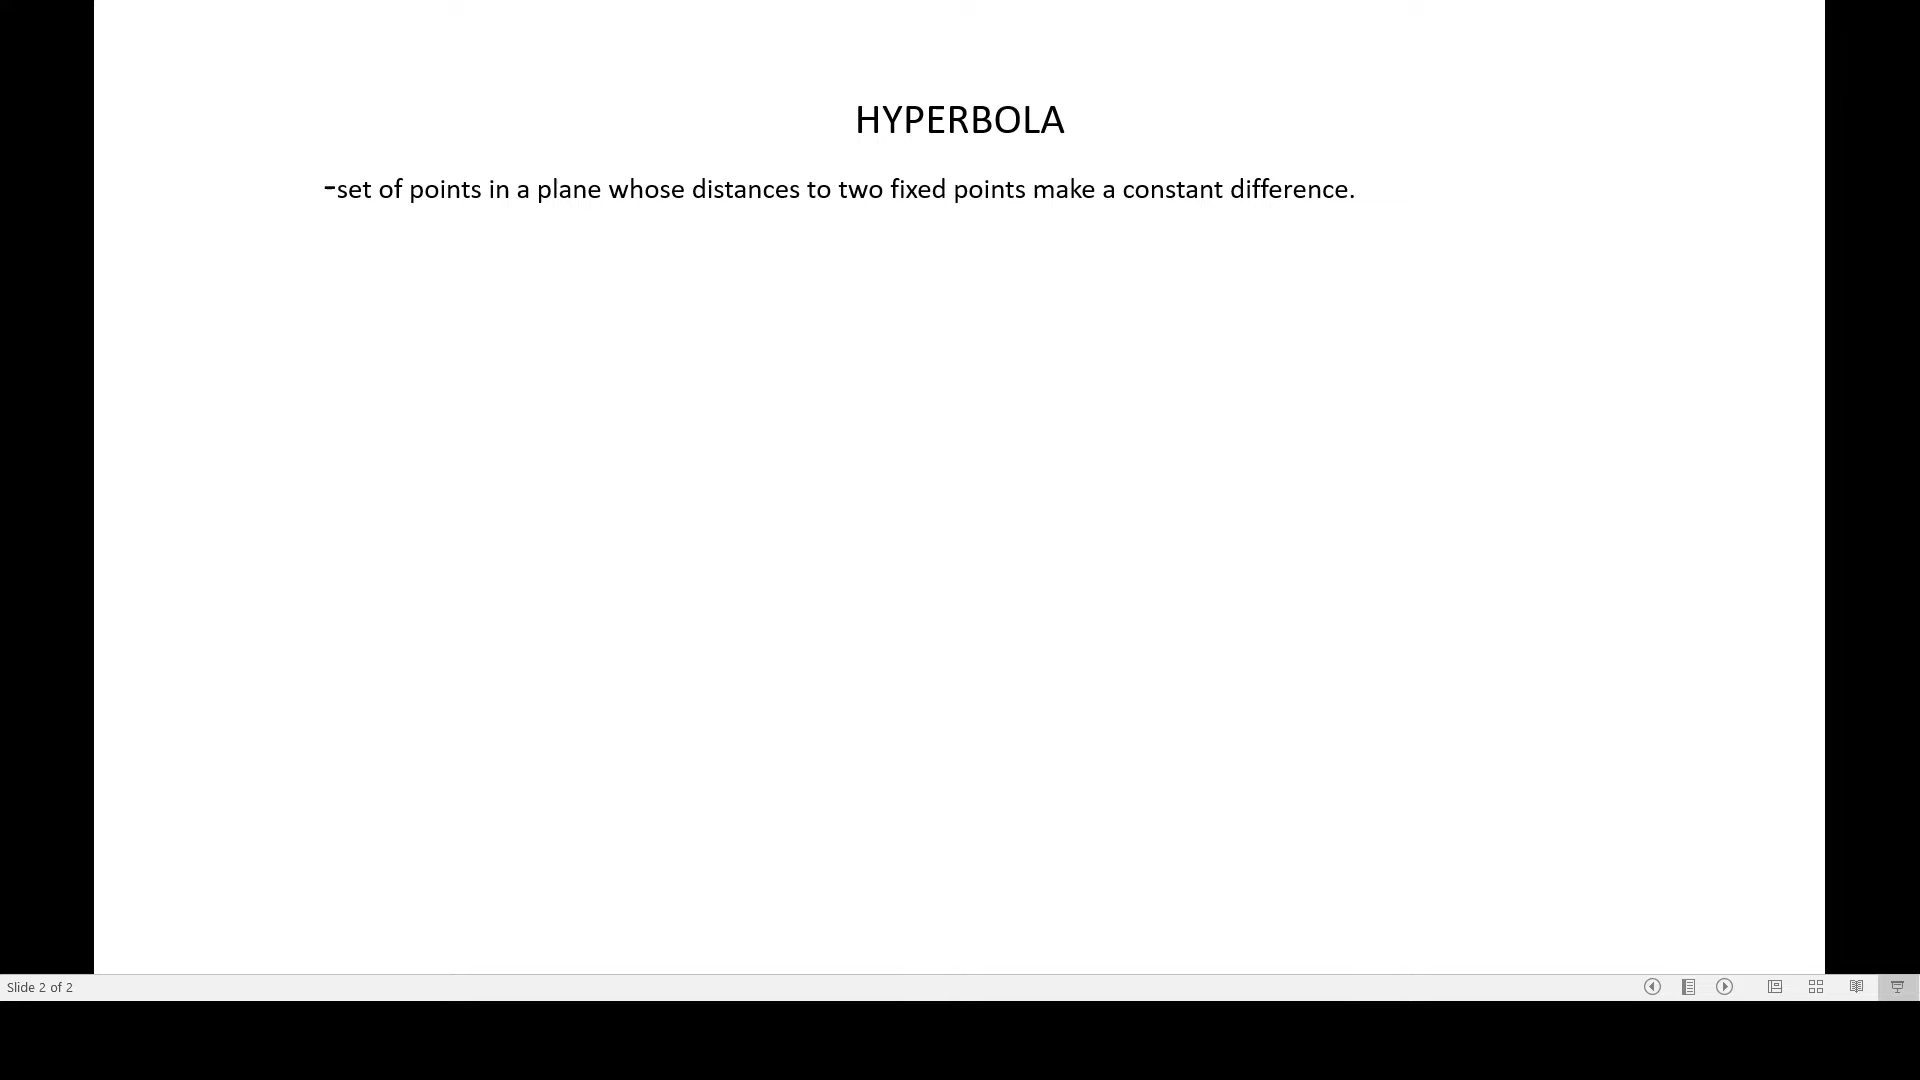 HYPERBOLA
-set of points in a plane whose distances to two fixed points make a constant difference.
Slide 2 of 2